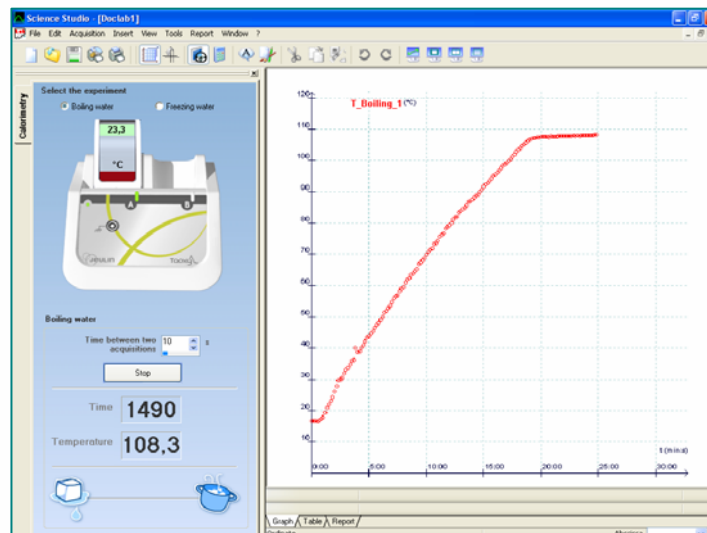 Science Studio - [Doclab1]
File Edit Acquisition Insert View Tools Report Window ?
Calorimetry
Select the experiment
Boiling water Freezing water
23,3
°C
A B
Boiling water
Time between two acquisitions 10 s
Stop
Time 1490
Temperature 108,3
T_Boiling_1 (°C)
120
110
100
90
80
70
60
50
40
30
20
10
t (min:s)
0:00 5:00 10:00 15:00 20:00 25:00 30:00
Graph Table Report